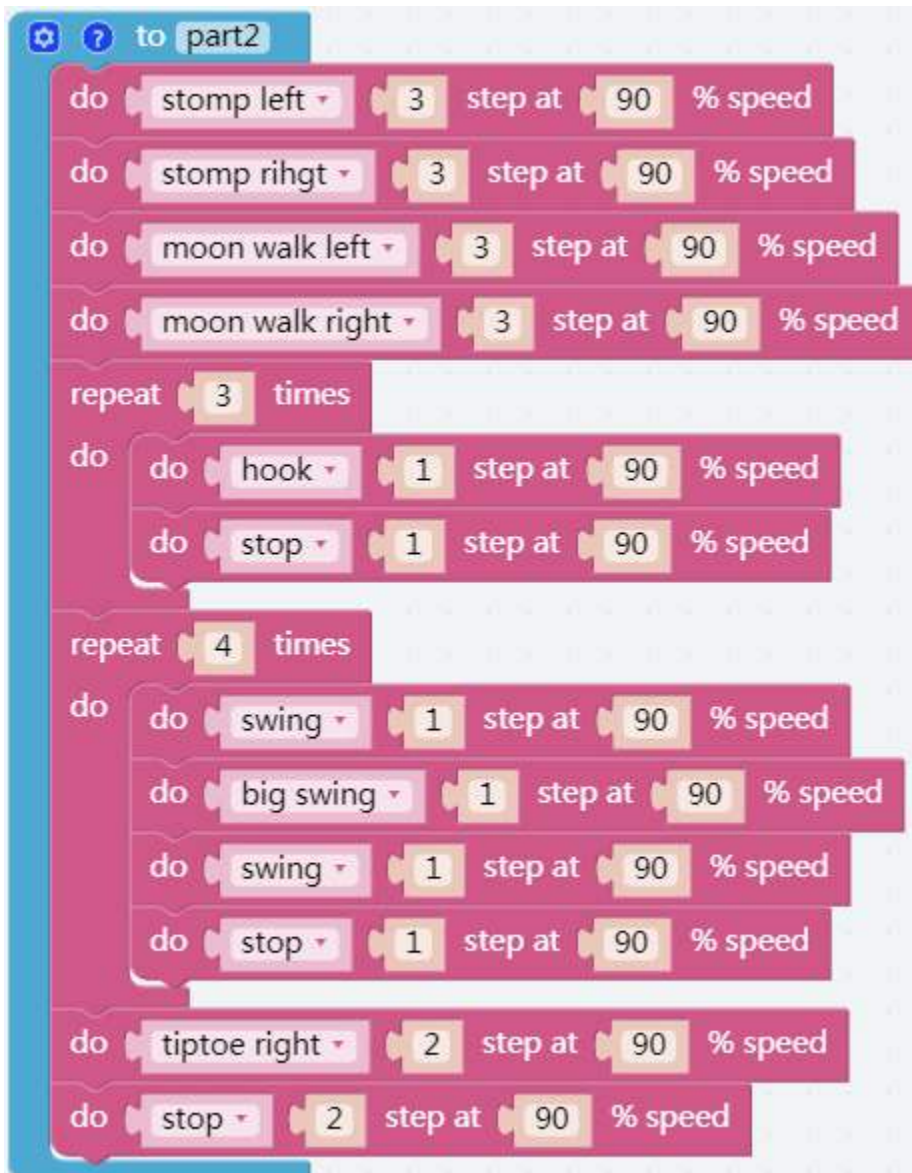 ? to part2
do stomp left 3 step at 90 % speed
do stomp rihgt 3 step at 90 % speed
do moon walk left 3 step at 90 % speed
do moon walk right 3 step at 90 % speed
repeat 3 times
do do hook 1 step at 90 % speed
do stop 1 step at 90 % speed
repeat 4 times
do do swing 1 step at 90 % speed
do big swing 1 step at 90 % speed
do swing 1 step at 90 % speed
do stop 1 step at 90 % speed
do tiptoe right 2 step at 90 % speed
do stop 2 step at 90 % speed